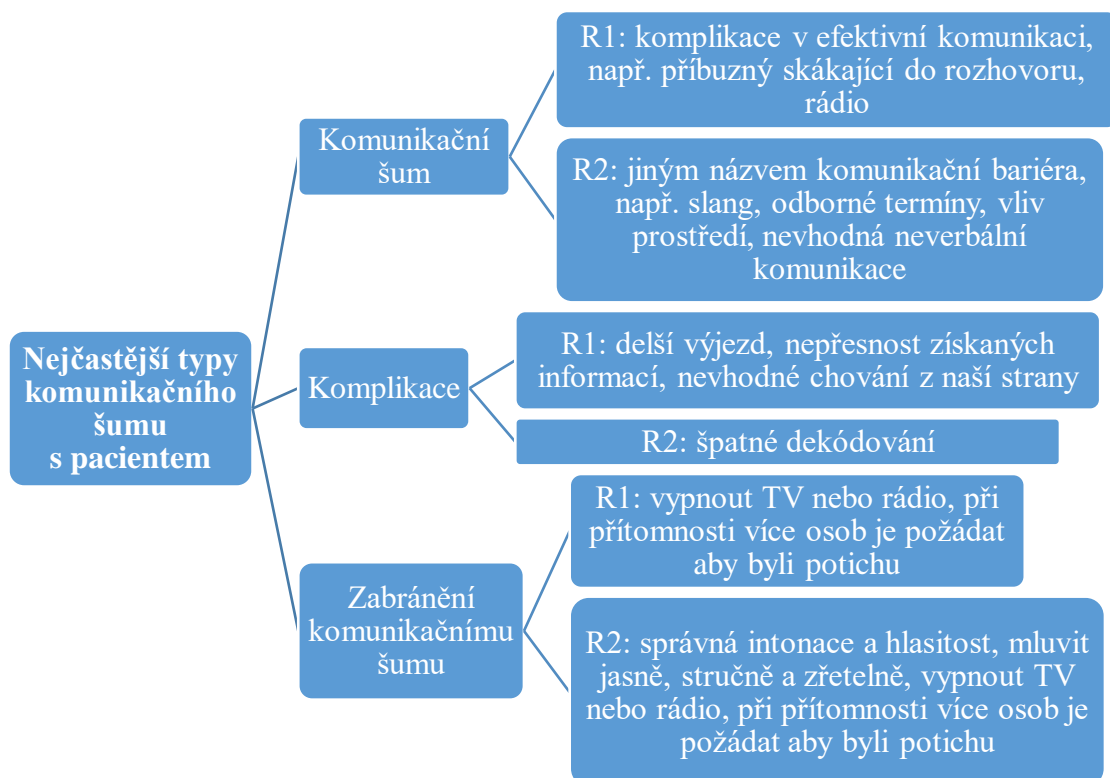 Nejčastější typy
komunikačního
šumu
s pacientem
Komunikační
šum
R1: komplikace v efektivní komunikaci,
např. příbuzný skákající do rozhovoru,
rádio
R2: jiným názvem komunikační bariéra,
např. slang, odborné termíny, vliv
prostředí, nevhodná neverbální
komunikace
Komplikace
R1: delší výjezd, nepřesnost získaných
informací, nevhodné chování z naší strany
R2: špatné dekódování
Zabránění
komunikačnímu
šumu
R1: vypnout TV nebo rádio, při
přítomnosti více osob je požádat
aby byli potichu
R2: správná intonace a hlasitost, mluvit
jasně, stručně a zřetelně, vypnout TV
nebo rádio, při přítomnosti více osob je
požádat aby byli potichu